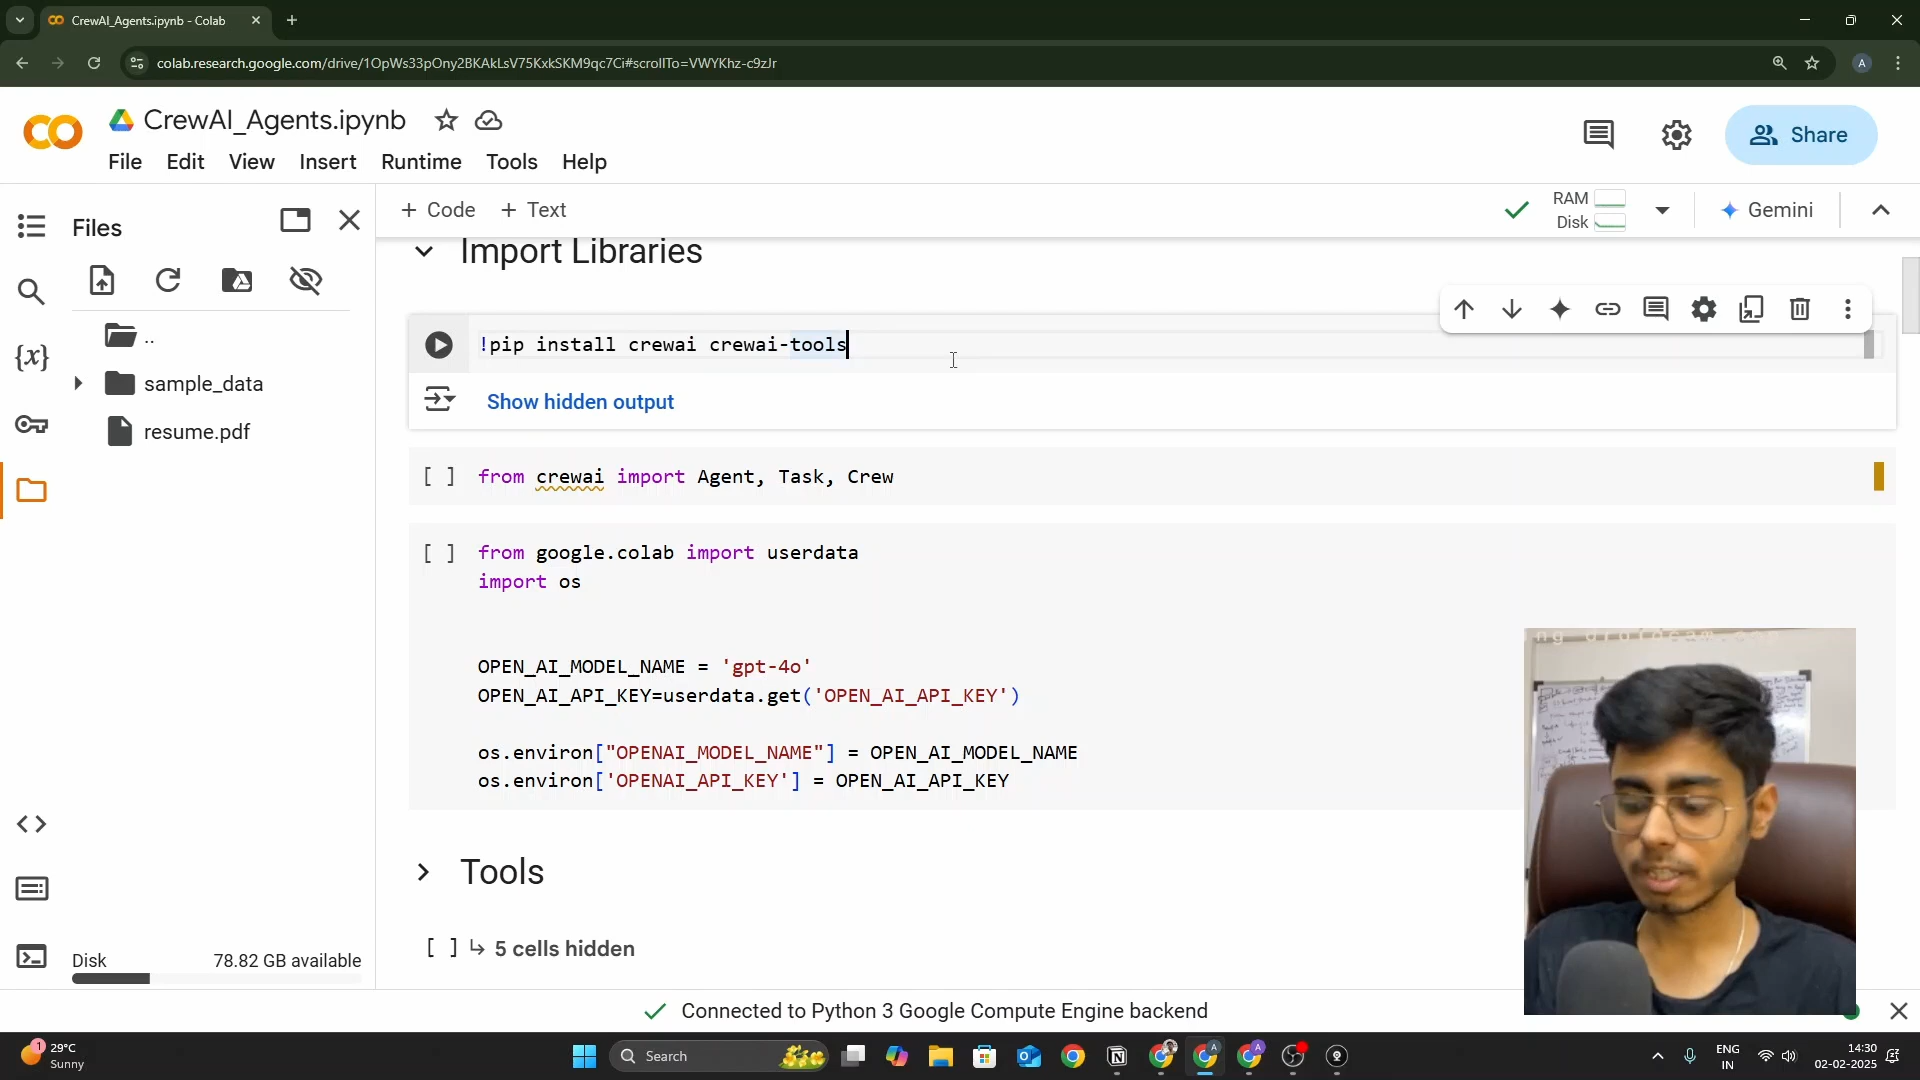 CrewAI_Agents.ipynb - Colab
colab.research.google.com/drive/1OpWs33pOny2BKAkLsV75KxkSKM9qc7Ci#scrollTo=VWYKhz-c9zJr
A
CrewAI_Agents.ipynb
File Edit View Insert Runtime Tools Help
Share
Files
+ Code + Text
RAM
Disk
Gemini
..
sample_data
resume.pdf
Disk 78.82 GB available
Import Libraries
!pip install crewai crewai-tools
Show hidden output
[ ] from crewai import Agent, Task, Crew
[ ] from google.colab import userdata
import os
OPEN_AI_MODEL_NAME = 'gpt-4o'
OPEN_AI_API_KEY=userdata.get('OPEN_AI_API_KEY')
os.environ["OPENAI_MODEL_NAME"] = OPEN_AI_MODEL_NAME
os.environ['OPENAI_API_KEY'] = OPEN_AI_API_KEY
Tools
[ ] ↳ 5 cells hidden
Connected to Python 3 Google Compute Engine backend
1
29°C
Sunny
Search
ENG
IN
14:30
02-02-2025